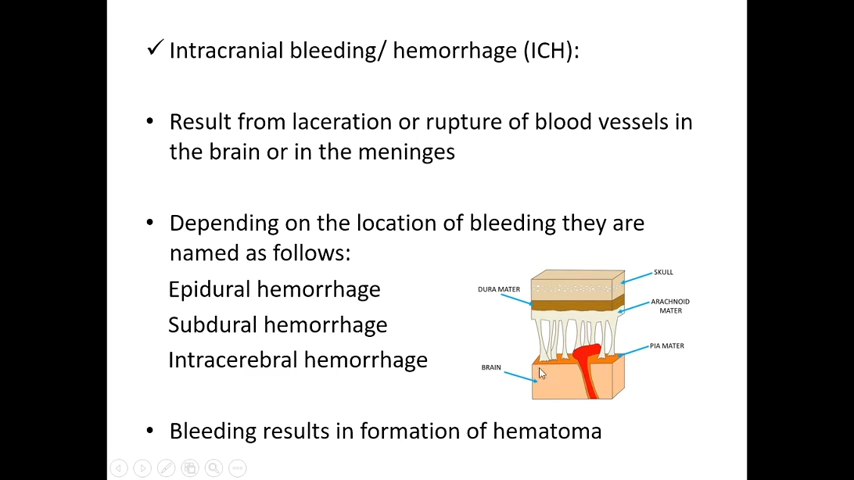 ✓ Intracranial bleeding/ hemorrhage (ICH):
• Result from laceration or rupture of blood vessels in
the brain or in the meninges
• Depending on the location of bleeding they are
named as follows:
Epidural hemorrhage
Subdural hemorrhage
Intracerebral hemorrhage
SKULL
DURA MATER
ARACHNOID
MATER
PIA MATER
BRAIN
• Bleeding results in formation of hematoma